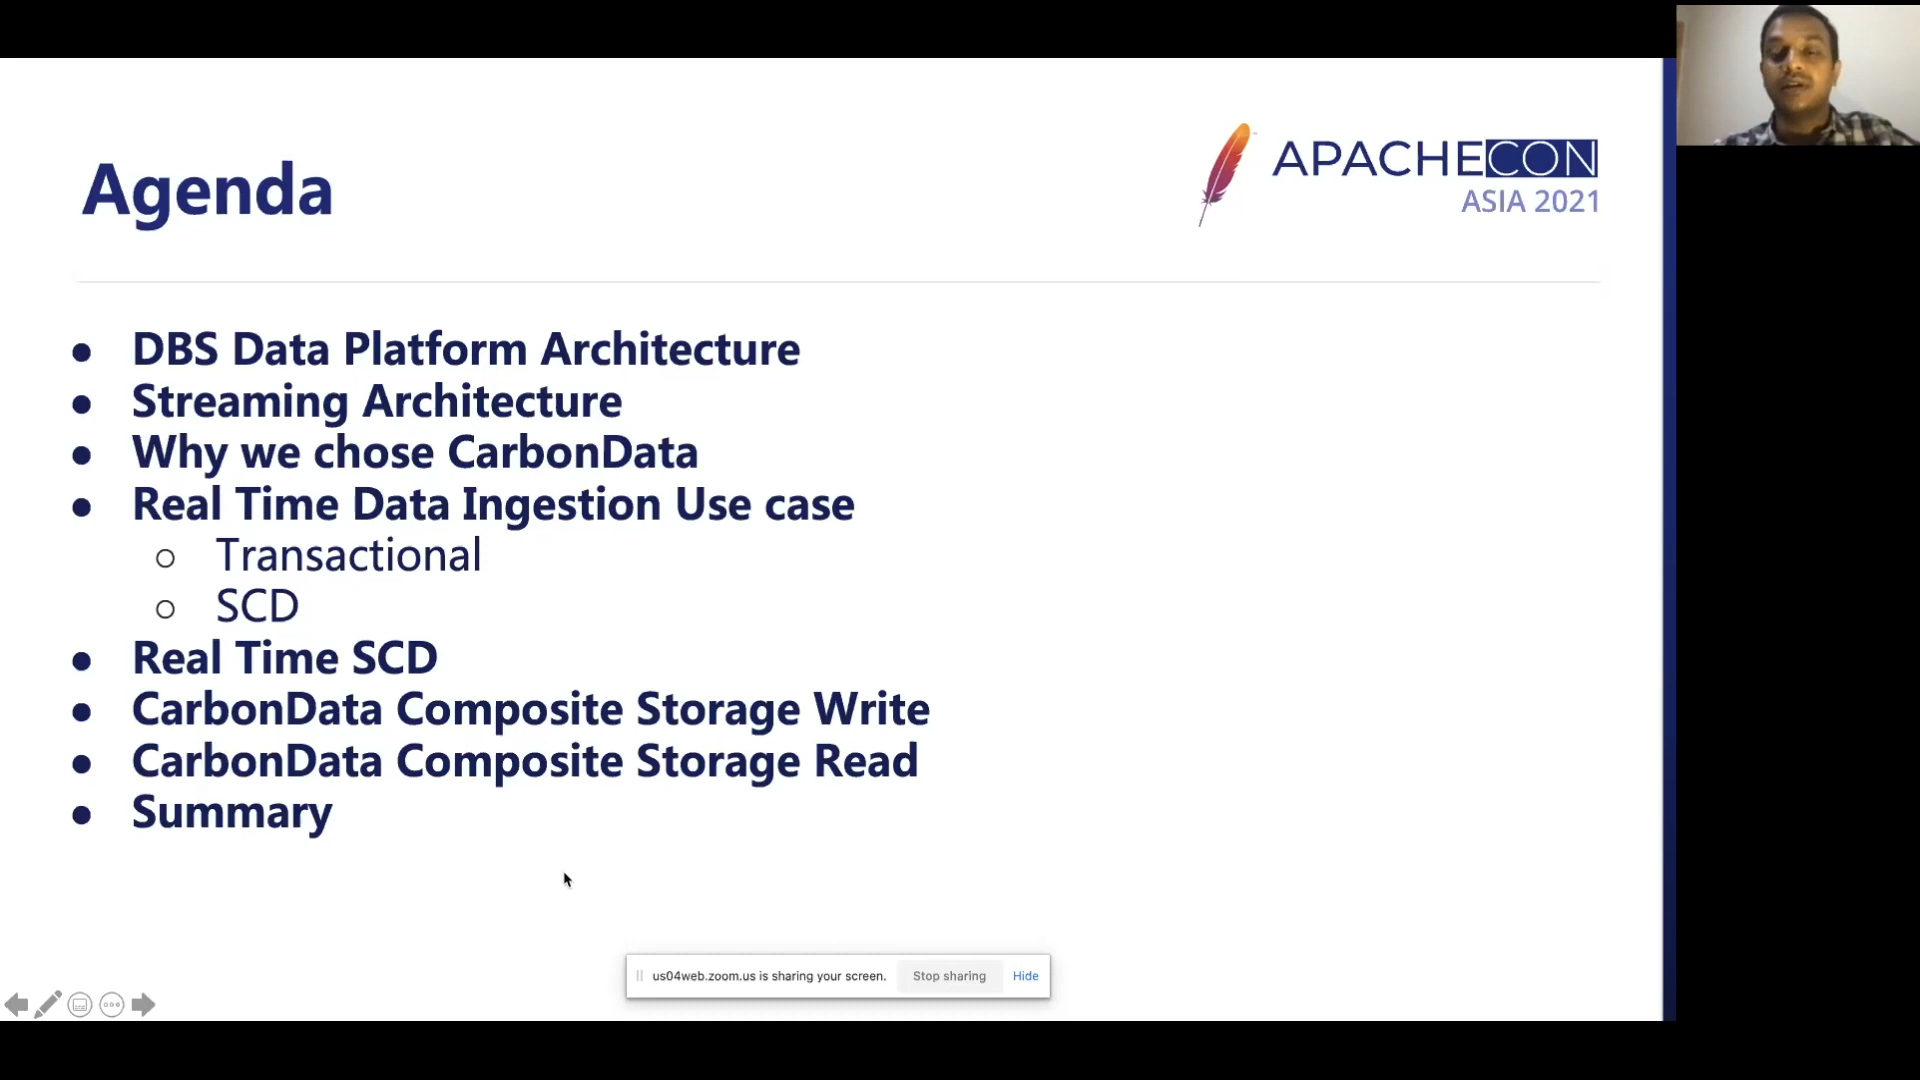 Agenda
APACHECON
ASIA 2021
DBS Data Platform Architecture
Streaming Architecture
Why we chose CarbonData
Real Time Data Ingestion Use case
Transactional
SCD
Real Time SCD
CarbonData Composite Storage Write
CarbonData Composite Storage Read
Summary
us04web.zoom.us is sharing your screen. Stop sharing Hide